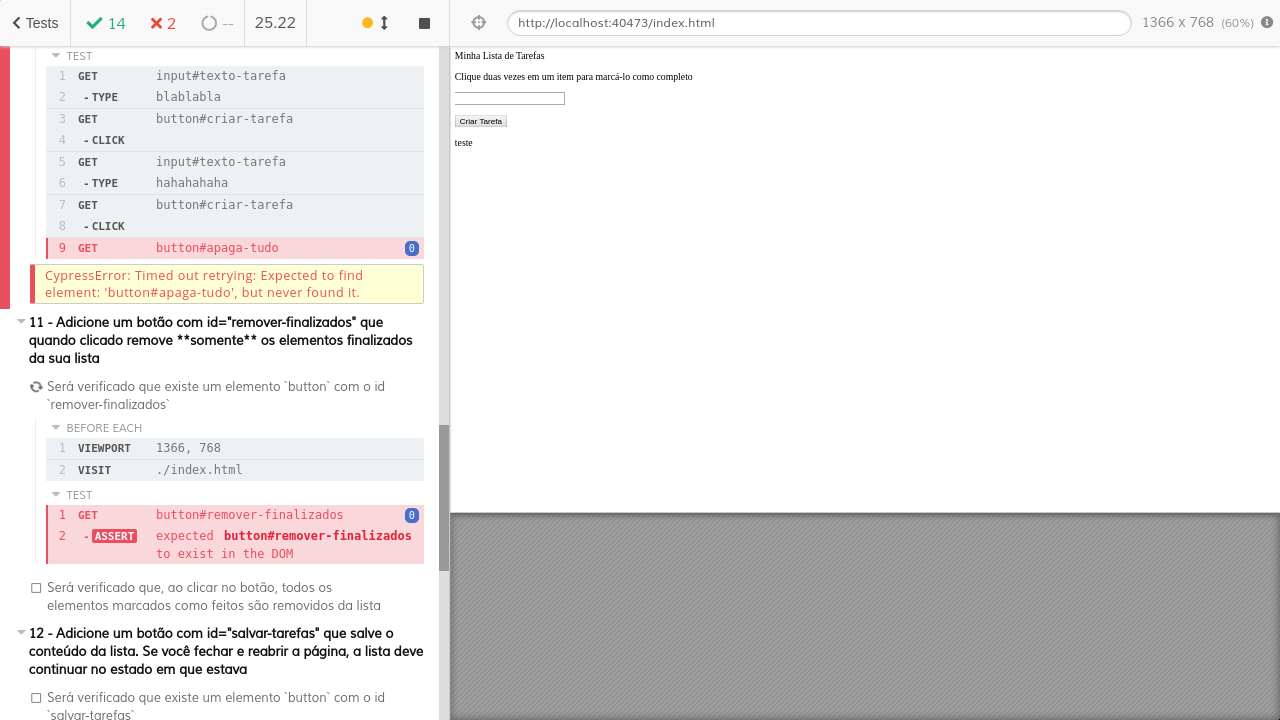 Tests
14
2
--
25.22
http://localhost:40473/index.html
1366 x 768 (60%)
TEST
1 GET input#texto-tarefa
2 -TYPE blablabla
3 GET button#criar-tarefa
4 -CLICK
5 GET input#texto-tarefa
6 -TYPE hahahahaha
7 GET button#criar-tarefa
8 -CLICK
9 GET button#apaga-tudo 0
CypressError: Timed out retrying: Expected to find
element: 'button#apaga-tudo', but never found it.
11 - Adicione um botão com id="remover-finalizados" que
quando clicado remove **somente** os elementos finalizados
da sua lista
Será verificado que existe um elemento `button` com o id
`remover-finalizados`
BEFORE EACH
1 VIEWPORT 1366, 768
2 VISIT ./index.html
TEST
1 GET button#remover-finalizados 0
2 -ASSERT expected button#remover-finalizados
to exist in the DOM
Será verificado que, ao clicar no botão, todos os
elementos marcados como feitos são removidos da lista
12 - Adicione um botão com id="salvar-tarefas" que salve o
conteúdo da lista. Se você fechar e reabrir a página, a lista deve
continuar no estado em que estava
Será verificado que existe um elemento `button` com o id
`salvar-tarefas`
Minha Lista de Tarefas
Clique duas vezes em um item para marcá-lo como completo
Criar Tarefa
teste